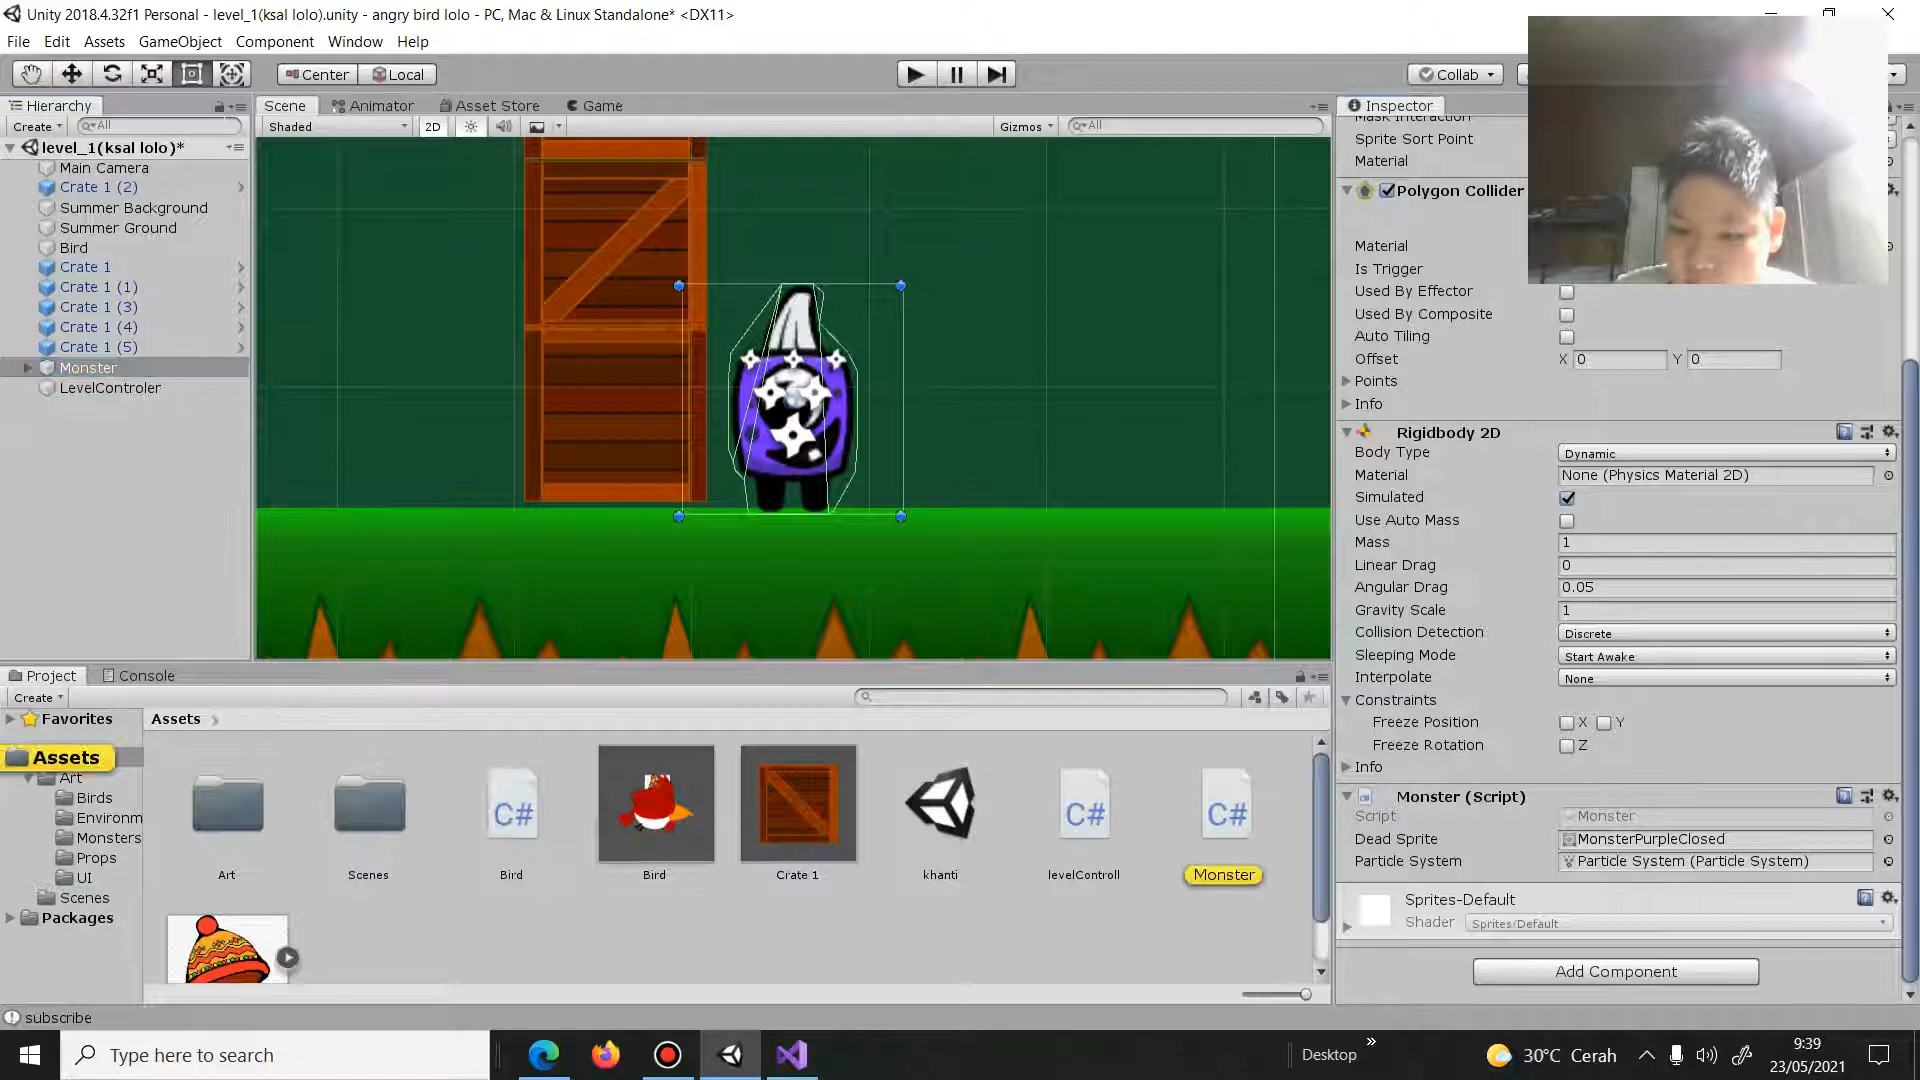 Unity 2018.4.32f1 Personal - level_1(ksal lolo).unity - angry bird lolo - PC, Mac & Linux Standalone* <DX11>
File Edit Assets GameObject Component Window Help
Center Local Collab
Hierarchy Scene Animator Asset Store Game Inspector
Create All Shaded 2D Gizmos All
level_1(ksal lolo)*
Main Camera
Crate 1 (2)
Summer Background
Summer Ground
Bird
Crate 1
Crate 1 (1)
Crate 1 (3)
Crate 1 (4)
Crate 1 (5)
Monster
LevelControler
Mask Interaction
Sprite Sort Point
Material
Polygon Collider
Material
Is Trigger
Used By Effector
Used By Composite
Auto Tiling
Offset X 0 Y 0
Points
Info
Rigidbody 2D
Body Type Dynamic
Material None (Physics Material 2D)
Simulated
Use Auto Mass
Mass 1
Linear Drag 0
Angular Drag 0.05
Gravity Scale 1
Collision Detection Discrete
Sleeping Mode Start Awake
Interpolate None
Constraints
Freeze Position X Y
Freeze Rotation Z
Info
Monster (Script)
Script Monster
Dead Sprite MonsterPurpleClosed
Particle System Particle System (Particle System)
Sprites-Default
Shader Sprites/Default
Add Component
Project Console
Create
Favorites
Assets
Art
Birds
Environm
Monsters
Props
UI
Scenes
Packages
Assets
C# C# C#
Art Scenes Bird Bird Crate 1 khanti levelControll Monster
subscribe
Type here to search
Desktop
30°C Cerah
9:39
23/05/2021